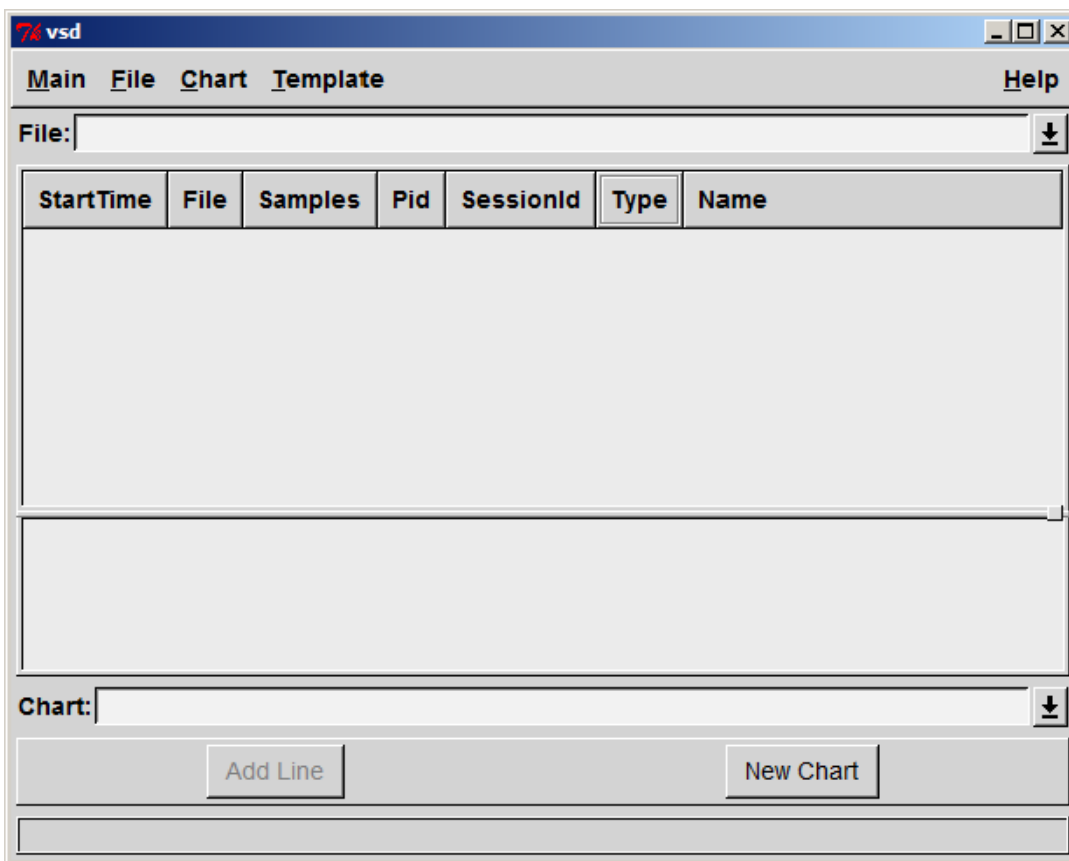 vsd
Main File Chart Template Help
File:
StartTime File Samples Pid SessionId Type Name
Chart:
Add Line New Chart